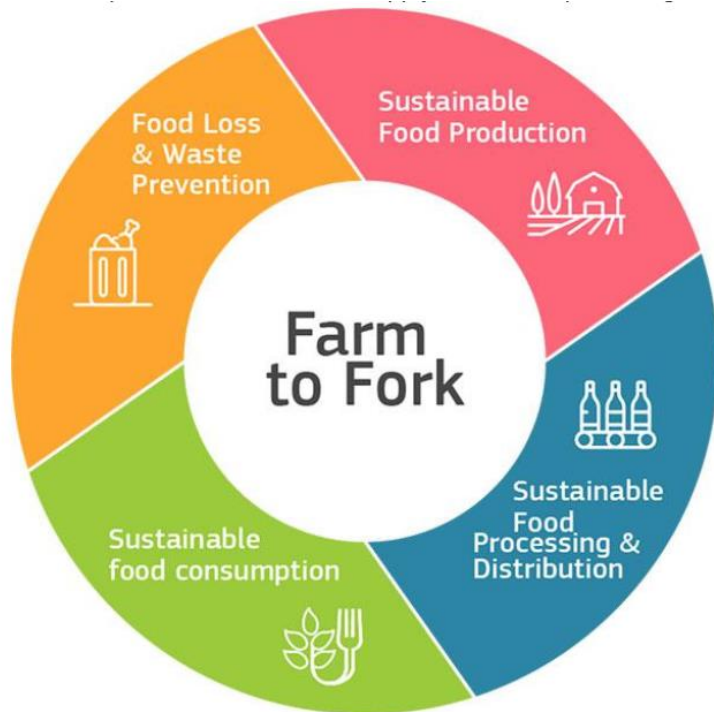 Sustainable
Food Production
Sustainable
Food
Processing &
Distribution
Sustainable
food consumption
Food Loss
& Waste
Prevention
Farm
to Fork